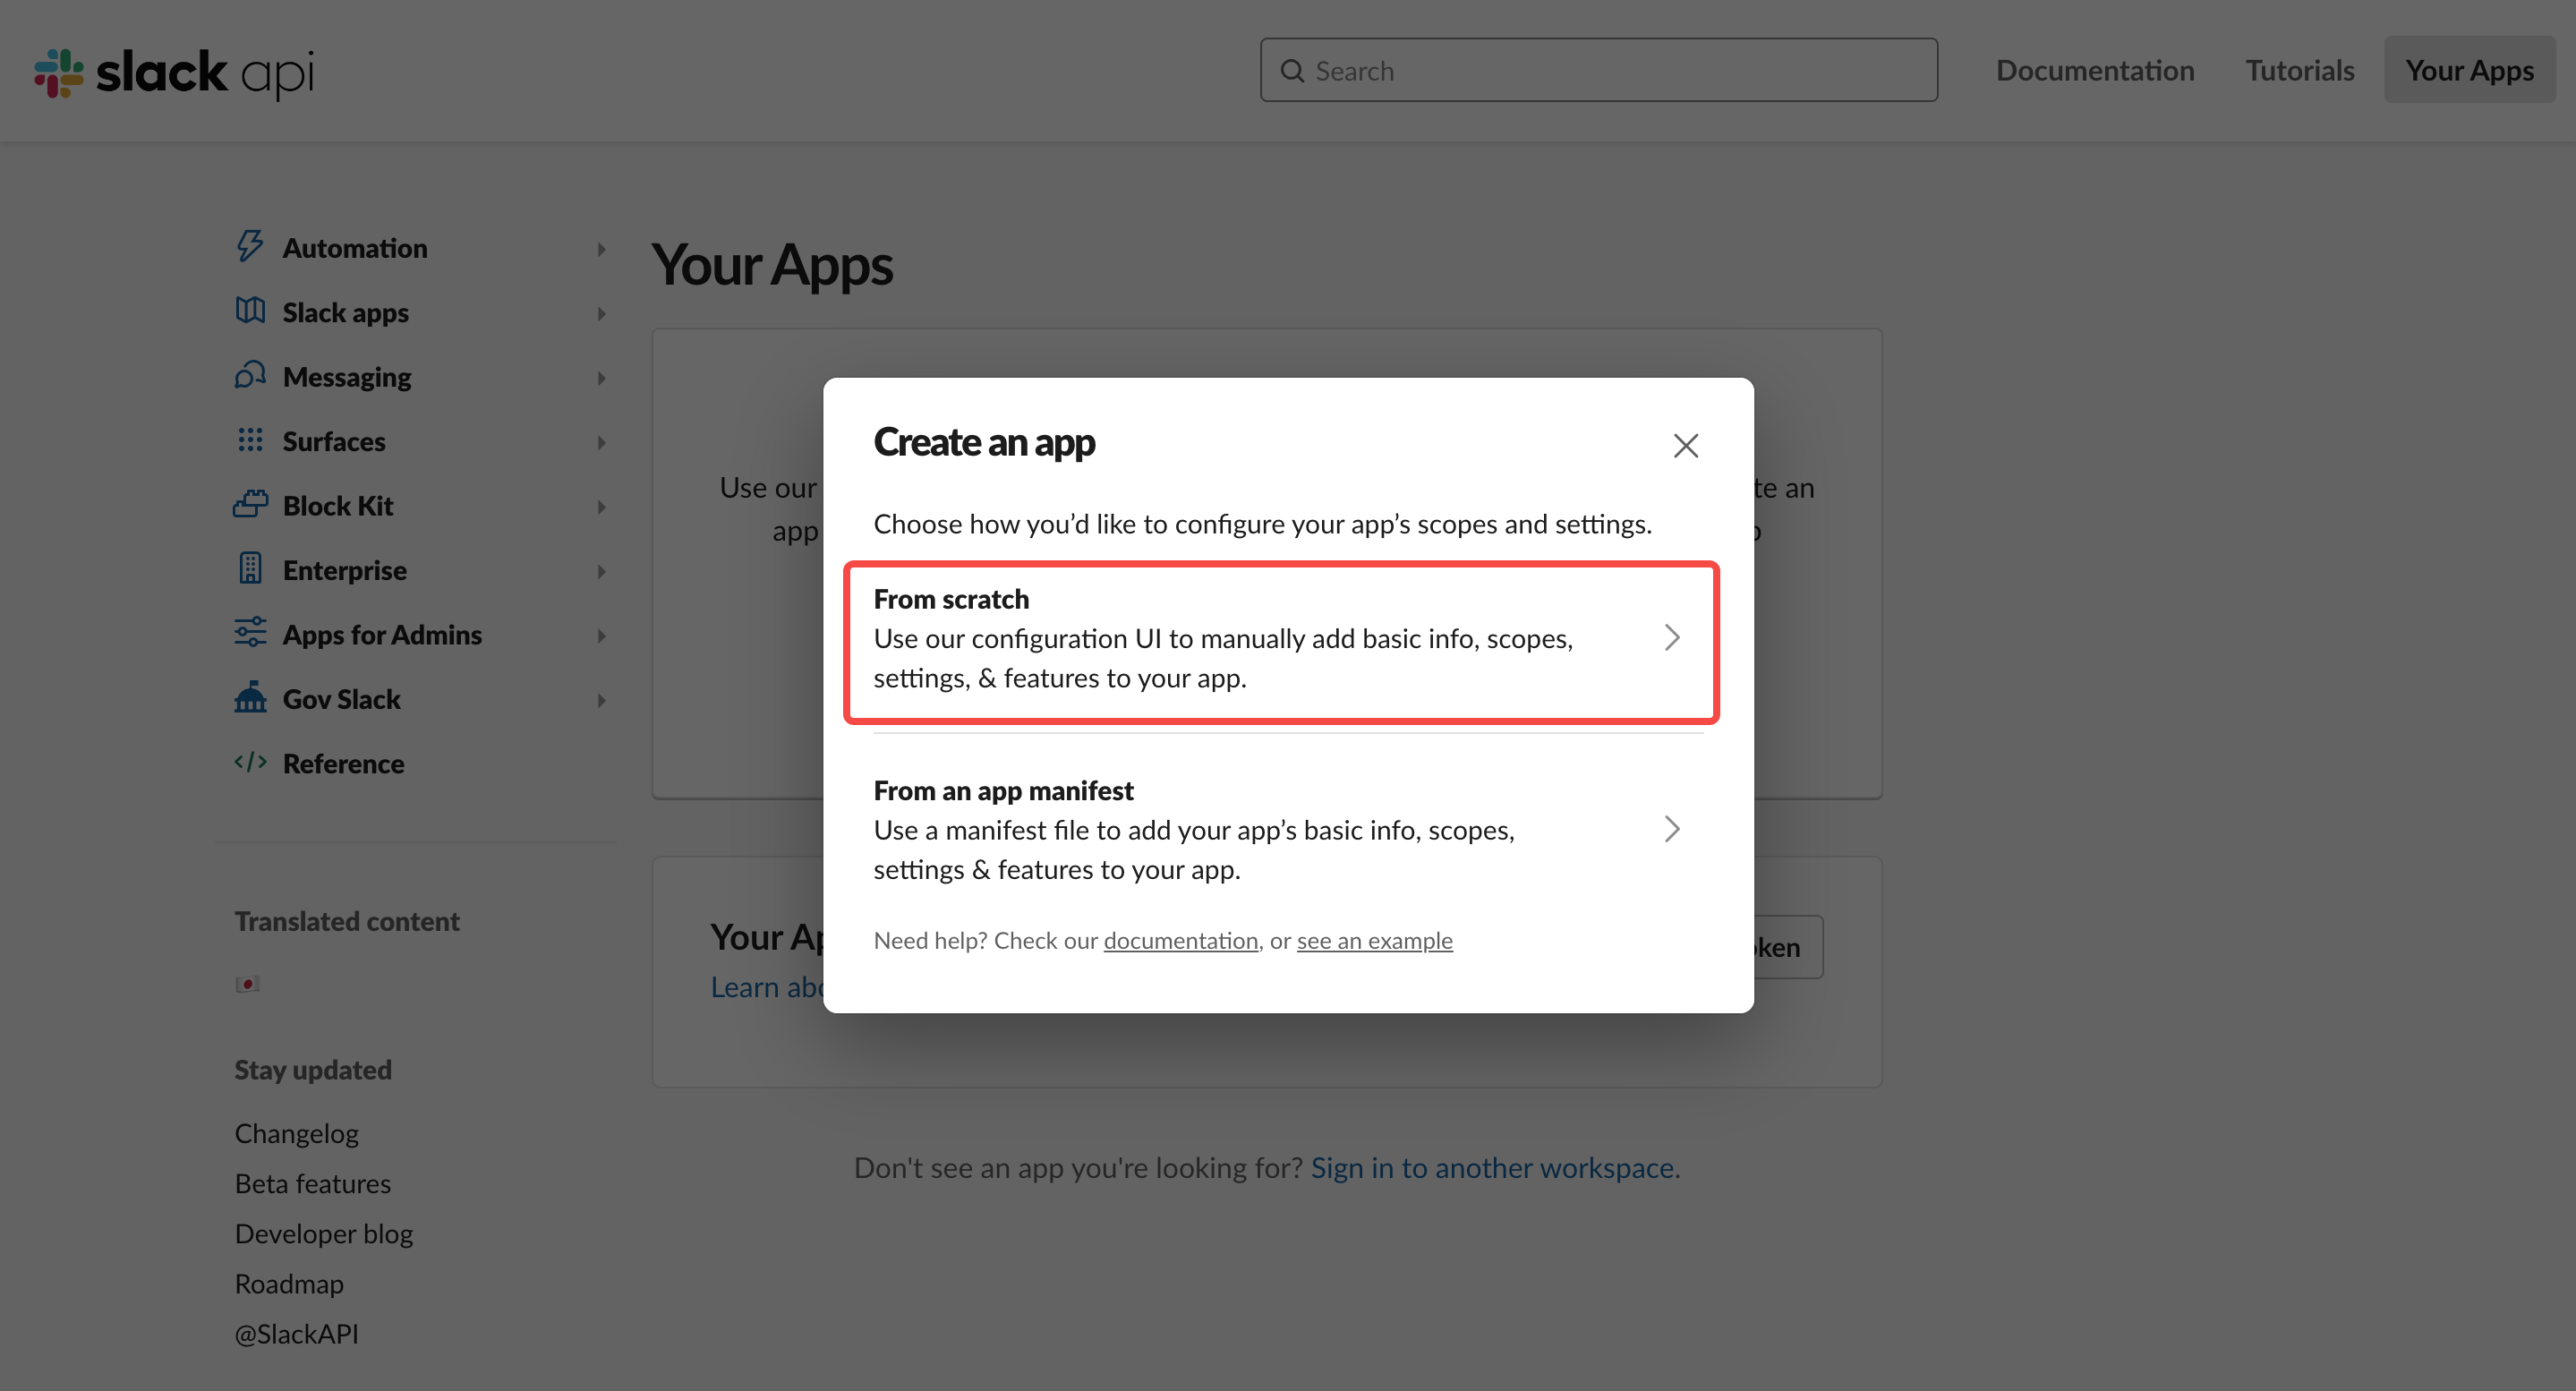 slack api
Search
Documentation
Tutorials
Your Apps
Automation
Slack apps
Messaging
Surfaces
Block Kit
Enterprise
Apps for Admins
Gov Slack
Reference
Translated content
Stay updated
Changelog
Beta features
Developer blog
Roadmap
@SlackAPI
Your Apps
Use our
te an
app
Create an app
Choose how you’d like to configure your app’s scopes and settings.
From scratch
Use our configuration UI to manually add basic info, scopes,
settings, & features to your app.
From an app manifest
Use a manifest file to add your app’s basic info, scopes,
settings & features to your app.
Need help? Check our documentation, or see an example
Your Ap
ken
Learn abo
Don't see an app you're looking for? Sign in to another workspace.